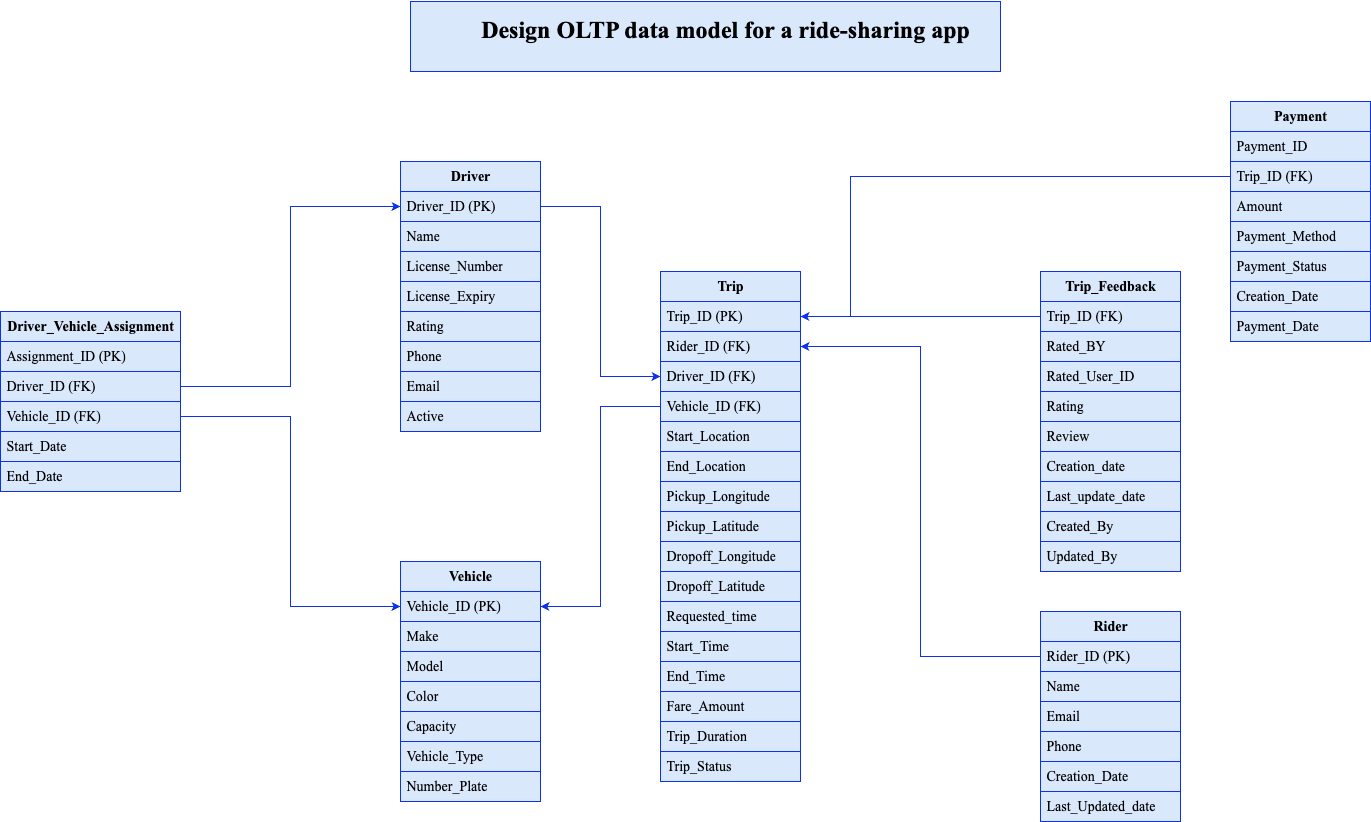 Design OLTP data model for a ride-sharing app
Payment
Payment_ID
Trip_ID (FK)
Amount
Payment_Method
Payment_Status
Creation_Date
Payment_Date
Driver
Driver_ID (PK)
Name
License_Number
License_Expiry
Rating
Phone
Email
Active
Trip
Trip_ID (PK)
Rider_ID (FK)
Driver_ID (FK)
Vehicle_ID (FK)
Start_Location
End_Location
Pickup_Longitude
Pickup_Latitude
Dropoff_Longitude
Dropoff_Latitude
Requested_time
Start_Time
End_Time
Fare_Amount
Trip_Duration
Trip_Status
Trip_Feedback
Trip_ID (FK)
Rated_BY
Rated_User_ID
Rating
Review
Creation_date
Last_update_date
Created_By
Updated_By
Driver_Vehicle_Assignment
Assignment_ID (PK)
Driver_ID (FK)
Vehicle_ID (FK)
Start_Date
End_Date
Vehicle
Vehicle_ID (PK)
Make
Model
Color
Capacity
Vehicle_Type
Number_Plate
Rider
Rider_ID (PK)
Name
Email
Phone
Creation_Date
Last_Updated_date